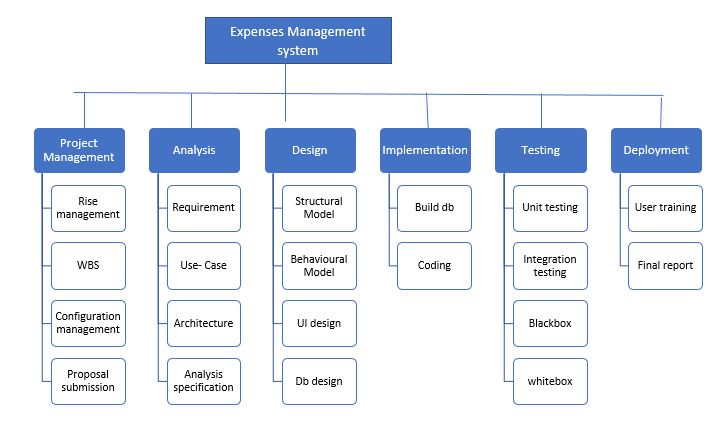 Expenses Management
system
Project
Management
Analysis
Design
Implementation
Testing
Deployment
Rise
management
WBS
Configuration
management
Proposal
submission
Requirement
Use- Case
Architecture
Analysis
specification
Structural
Model
Behavioural
Model
UI design
Db design
Build db
Coding
Unit testing
Integration
testing
Blackbox
whitebox
User training
Final report